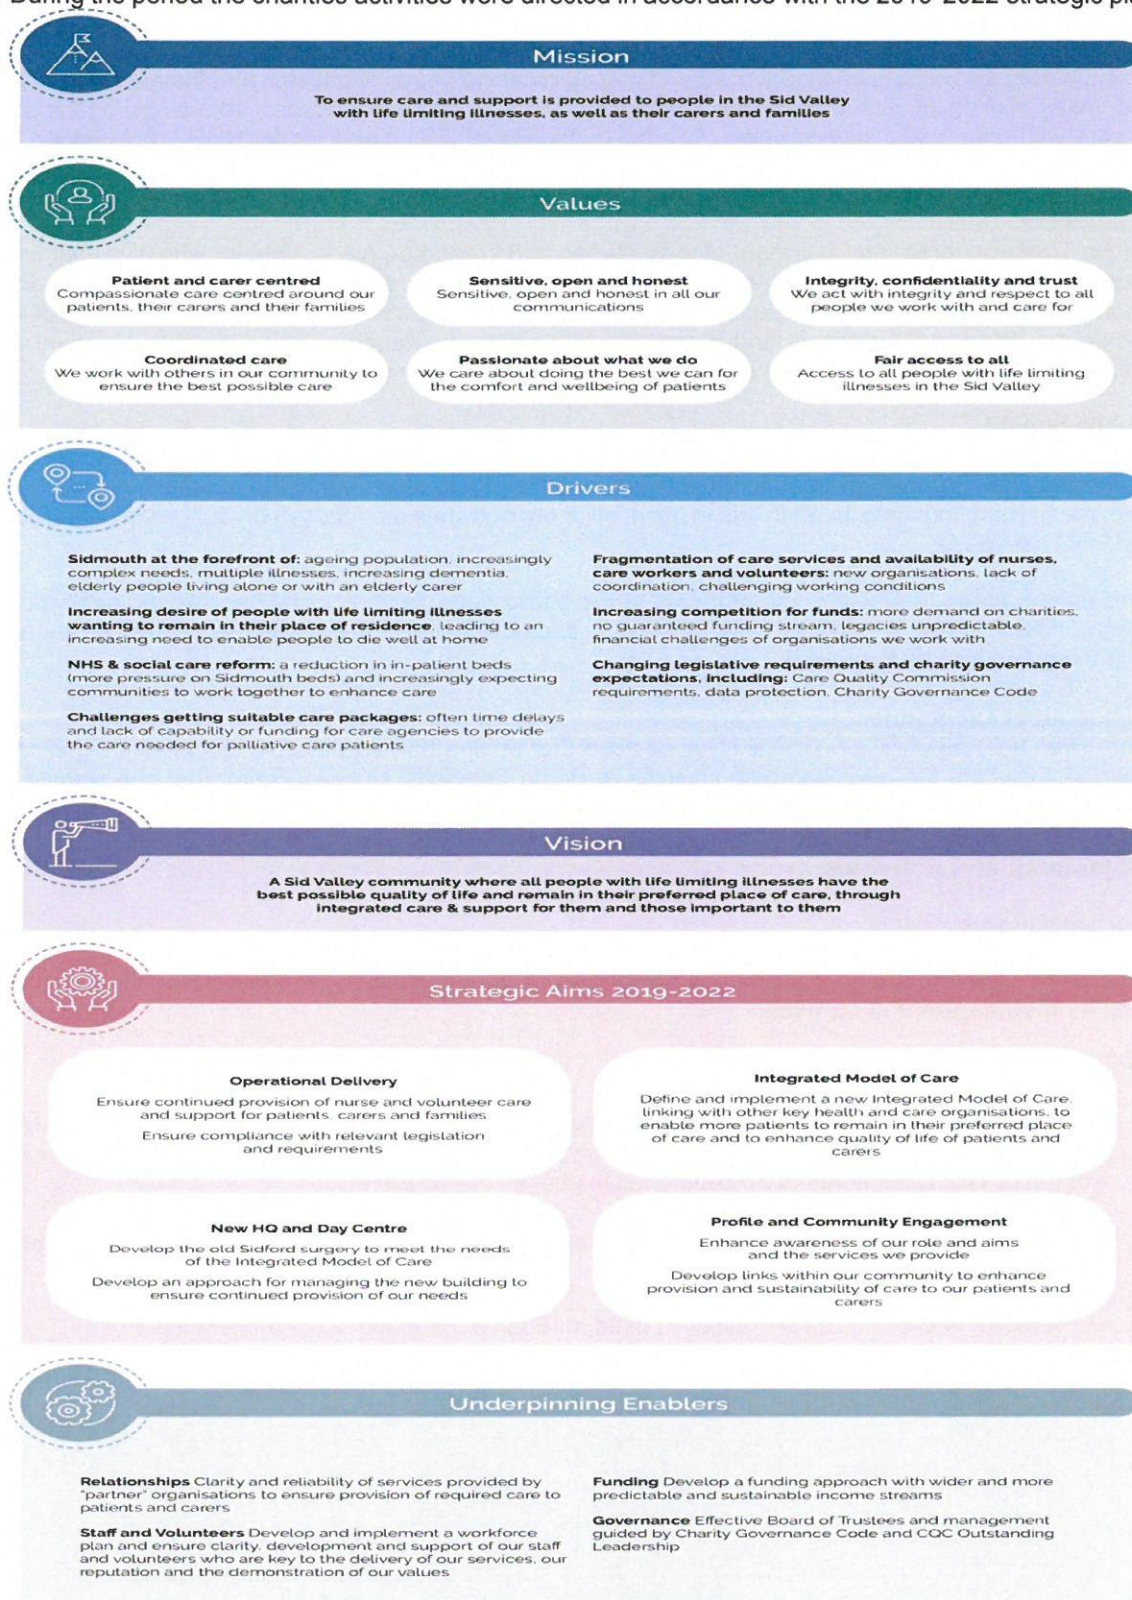 During the period the charities activities were directed in accordance with the 2019-2022 strategic
Mission
To ensure care and support is provided to people in the Sid Valley
with life limiting illnesses, as well as their carers and families
Values
Patient and carer centred
Compassionate care centred around our
patients, their carers and their families
Sensitive, open and honest
Sensitive, open and honest in all our
communications
Integrity, confidentiality and trust
We act with integrity and respect to all
people we work with and care for
Coordinated care
We work with others in our community to
ensure the best possible care
Passionate about what we do
We care about doing the best we can for
the comfort and wellbeing of patients
Fair access to all
Access to all people with life limiting
illnesses in the Sid Valley
Drivers
Sidmouth at the forefront of: ageing population, increasingly
complex needs, multiple illnesses, increasing dementia,
elderly people living alone or with an elderly carer
Increasing desire of people with life limiting illnesses
wanting to remain in their place of residence, leading to an
increasing need to enable people to die well at home
NHS & social care reform: a reduction in in-patient beds
(more pressure on Sidmouth beds) and increasingly expecting
communities to work together to enhance care
Challenges getting suitable care packages: often time delays
and lack of capability or funding for care agencies to provide
the care needed for palliative care patients
Fragmentation of care services and availability of nurses,
care workers and volunteers: new organisations, lack of
coordination, challenging working conditions
Increasing competition for funds: more demand on charities,
no guaranteed funding stream, legacies unpredictable,
financial challenges of organisations we work with
Changing legislative requirements and charity governance
expectations, including: Care Quality Commission
requirements, data protection, Charity Governance Code
Vision
A Sid Valley community where all people with life limiting illnesses have the
best possible quality of life and remain in their preferred place of care, through
integrated care & support for them and those important to them
Strategic Aims 2019-2022
Operational Delivery
Ensure continued provision of nurse and volunteer care
and support for patients, carers and families
Ensure compliance with relevant legislation
and requirements
Integrated Model of Care
Define and implement a new Integrated Model of Care,
linking with other key health and care organisations, to
enable more patients to remain in their preferred place
of care and to enhance quality of life of patients and
carers
New HQ and Day Centre
Develop the old Sidford surgery to meet the needs
of the Integrated Model of Care
Develop an approach for managing the new building to
ensure continued provision of our needs
Profile and Community Engagement
Enhance awareness of our role and aims
and the services we provide
Develop links within our community to enhance
provision and sustainability of care to our patients and
carers
Underpinning Enablers
Relationships Clarity and reliability of services provided by
"partner" organisations to ensure provision of required care to
patients and carers
Staff and Volunteers Develop and implement a workforce
plan and ensure clarity, development and support of our staff
and volunteers who are key to the delivery of our services, our
reputation and the demonstration of our values
Funding Develop a funding approach with wider and more
predictable and sustainable income streams
Governance Effective Board of Trustees and management
guided by Charity Governance Code and CQC Outstanding
Leadership